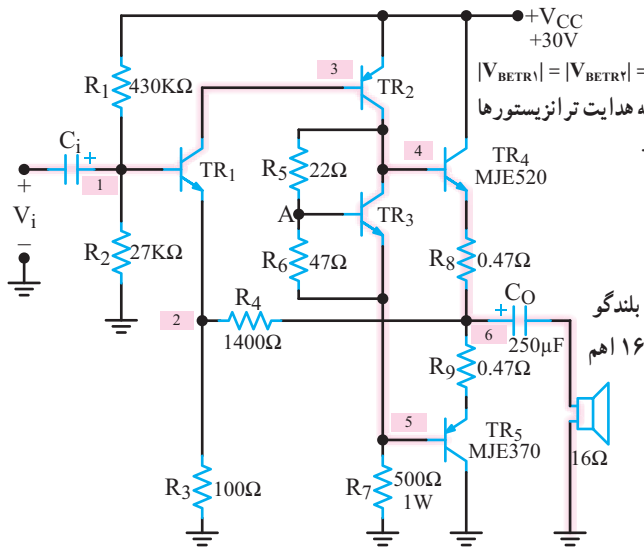 +VCC
+30V
|VBETR۱| = |VBETR۲| =
ه هدایت ترانزیستورها
3
R1 430KΩ
TR2
Ci
+
1
TR1
R5 22Ω
4
TR4
MJE520
+
Vi
−
A
TR3
R2 27KΩ
R6 47Ω
R8 0.47Ω
2
R4
1400Ω
+
CO
6
250µF
بلندگو
۱۶ اهم
R9 0.47Ω
5
TR5
MJE370
R3 100Ω
R7 500Ω
1W
16Ω